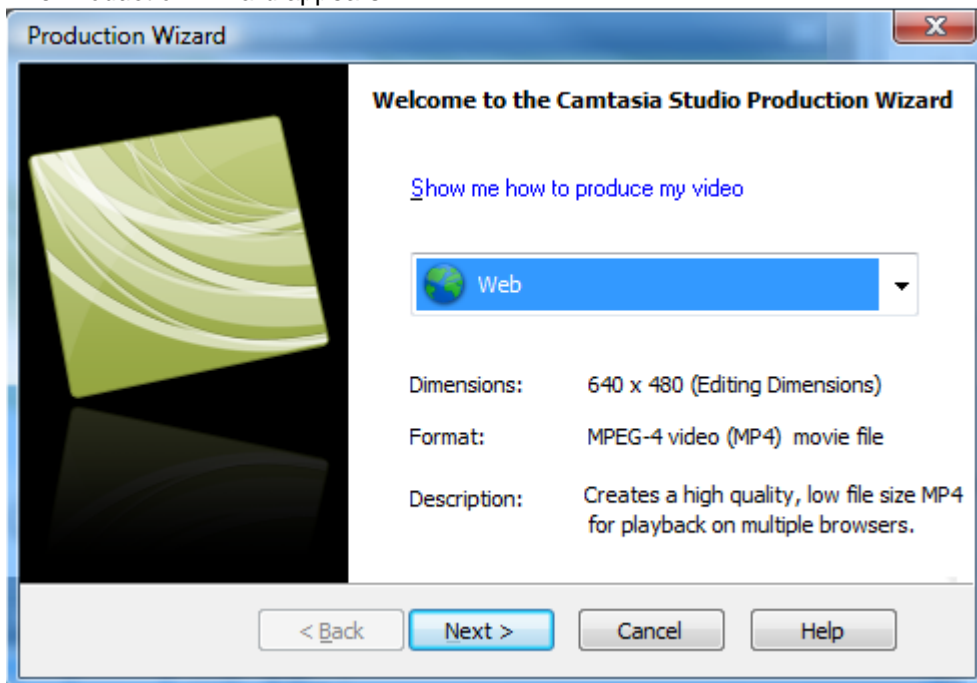 Production Wizard
Welcome to the Camtasia Studio Production Wizard
Show me how to produce my video
Web
Dimensions: 640 x 480 (Editing Dimensions)
Format: MPEG-4 video (MP4) movie file
Description: Creates a high quality, low file size MP4
for playback on multiple browsers.
< Back Next > Cancel Help